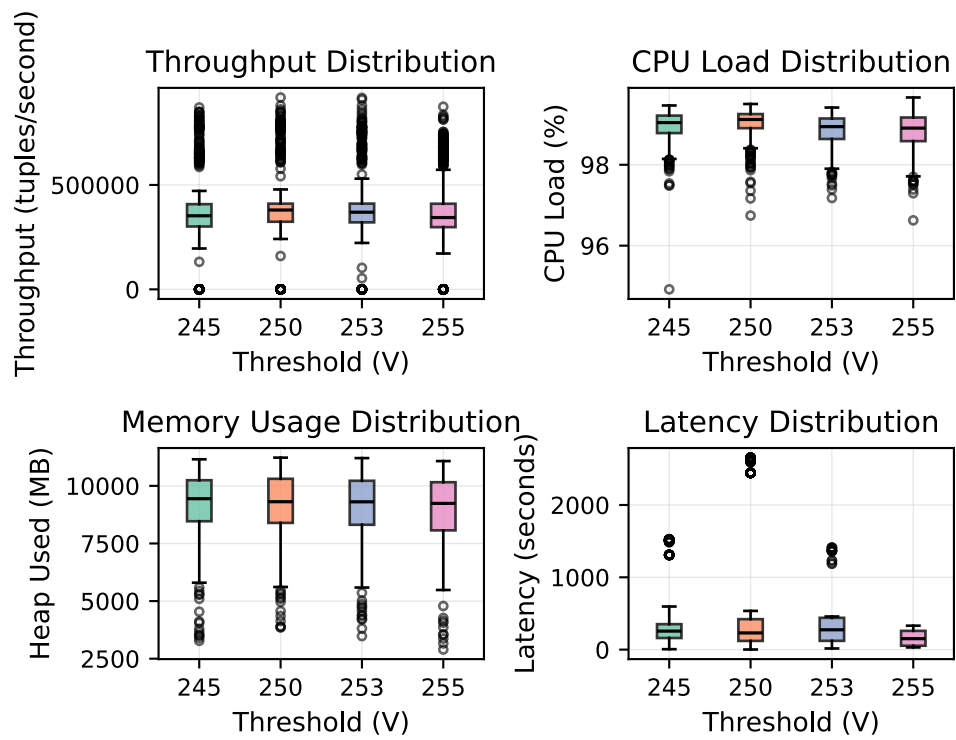 Throughput Distribution
Throughput (tuples/second)
500000
0
245 250 253 255
Threshold (V)
CPU Load Distribution
CPU Load (%)
98
96
245 250 253 255
Threshold (V)
Memory Usage Distribution
Heap Used (MB)
10000
7500
5000
2500
245 250 253 255
Threshold (V)
Latency Distribution
Latency (seconds)
2000
1000
0
245 250 253 255
Threshold (V)